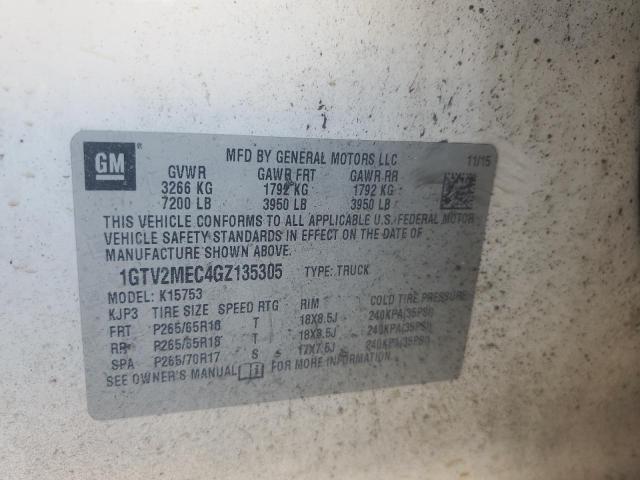 GM
MFD BY GENERAL MOTORS LLC 11/15
GVWR GAWR FRT GAWR RR
3266 KG 1792 KG 1792 KG
7200 LB 3950 LB 3950 LB
THIS VEHICLE CONFORMS TO ALL APPLICABLE U.S. FEDERAL MOTOR
VEHICLE SAFETY STANDARDS IN EFFECT ON THE DATE OF
MANUFACTURE SHOWN ABOVE.
1GTV2MEC4GZ135305 TYPE: TRUCK
MODEL: K15753
KJP3 TIRE SIZE SPEED RTG RIM COLD TIRE PRESSURE
FRT P265/65R18 T 18X8.5J 240KPA(35PSI)
RR P265/65R18 T 18X8.5J 240KPA(35PSI)
SPA P265/70R17 S 17X7.5J 240KPA(35PSI)
SEE OWNER'S MANUAL FOR MORE INFORMATION.